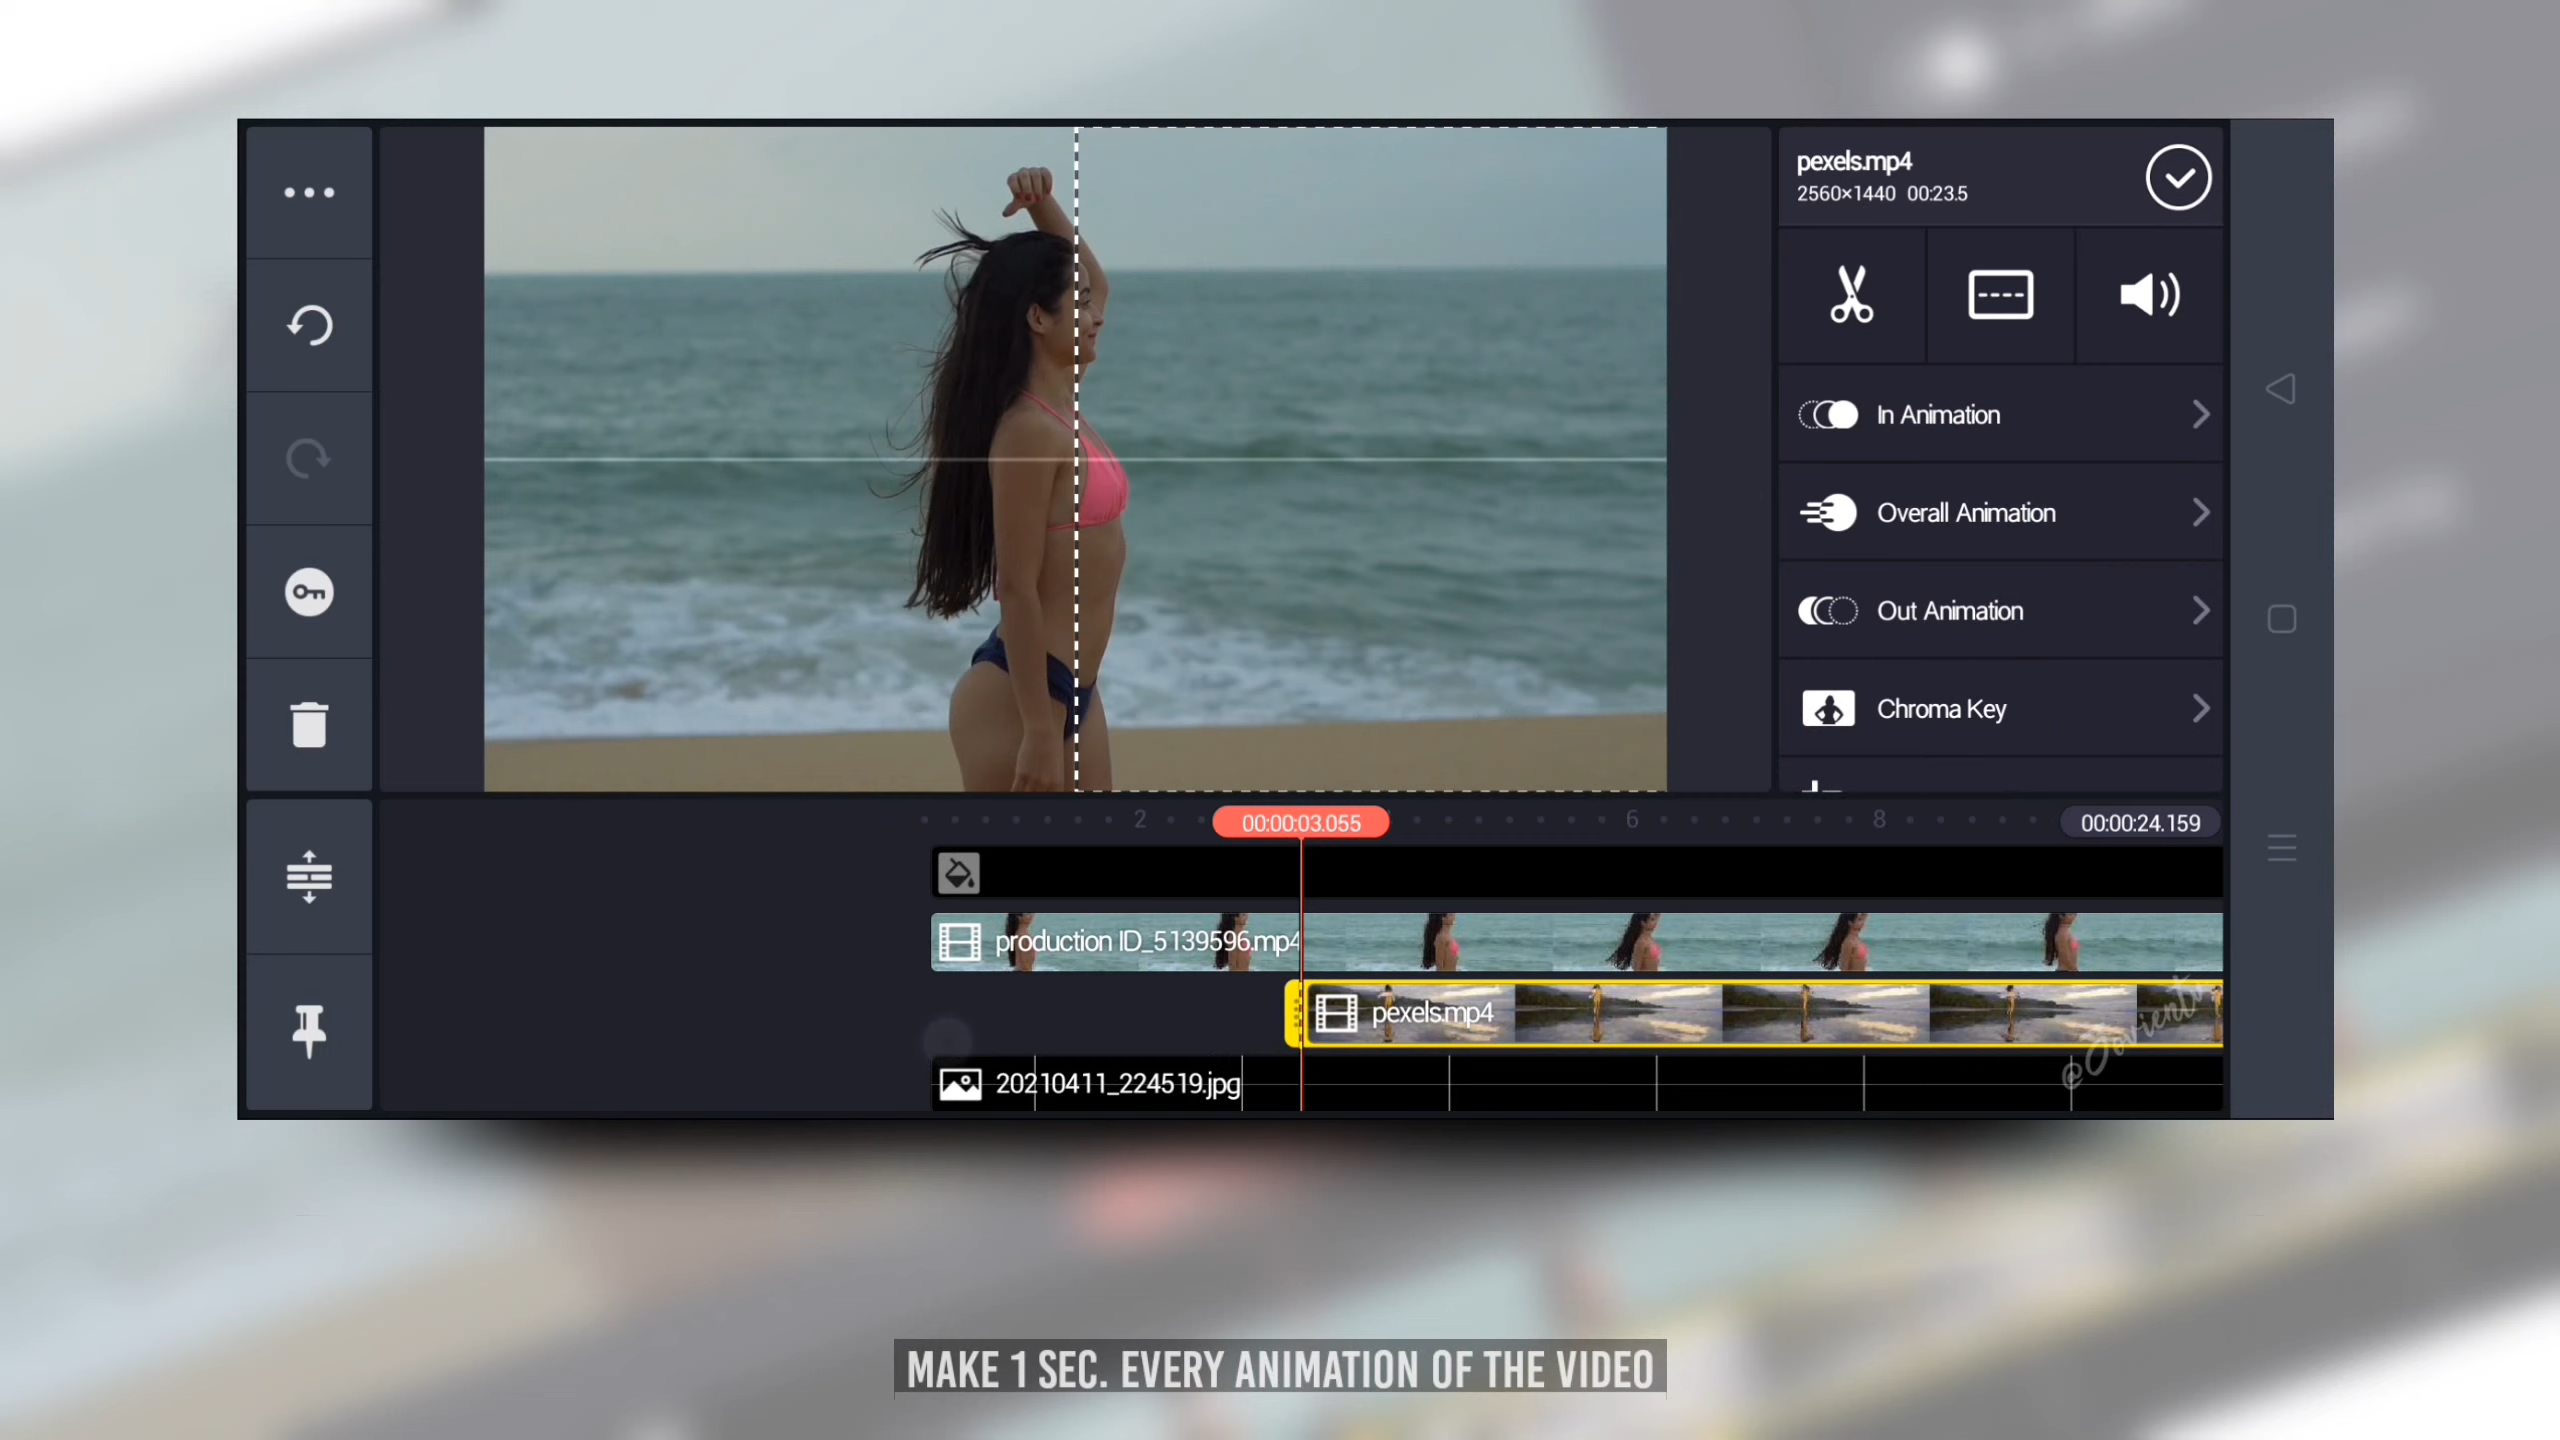 pexels.mp4
2560×1440 00:23.5
In Animation
Overall Animation
Out Animation
Chroma Key
2
00:00:03.055
6
8
00:00:24.159
production ID_5139596.mp4
pexels.mp4
@Jovientv
20210411_224519.jpg
MAKE 1 SEC. EVERY ANIMATION OF THE VIDEO